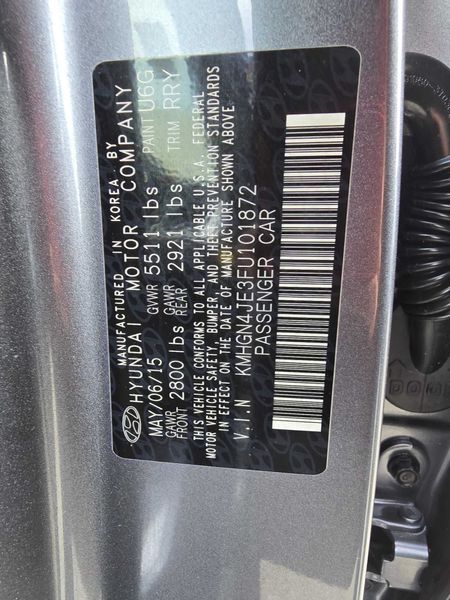 MANUFACTURED IN KOREA BY
HYUNDAI MOTOR COMPANY
MAY/06/15 GVWR 5511 lbs PAINT U6G
GAWR FRONT 2800 lbs GAWR REAR 2921 lbs TRIM RRY
THIS VEHICLE CONFORMS TO ALL APPLICABLE U.S.A. FEDERAL
MOTOR VEHICLE SAFETY, BUMPER, AND THEFT PREVENTION STANDARDS
IN EFFECT ON THE DATE OF MANUFACTURE SHOWN ABOVE.
V.I.N KMHGN4JE3FU101872
PASSENGER CAR